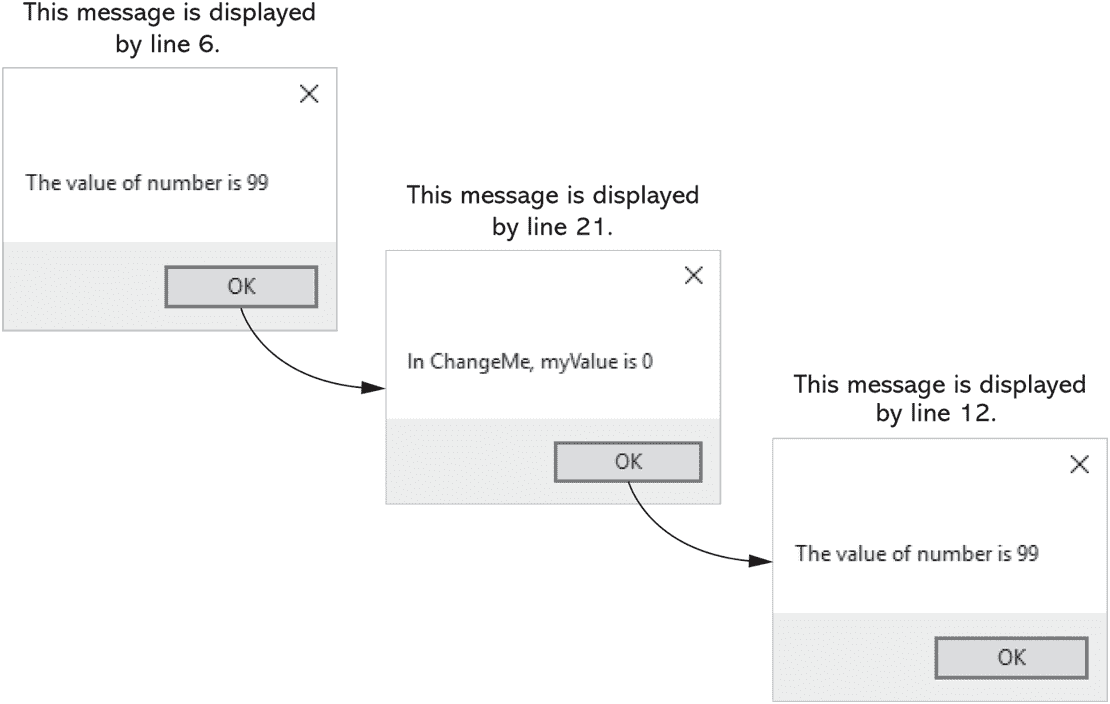 This message is displayed
by line 6.
The value of number is 99
OK
This message is displayed
by line 21.
In ChangeMe, myValue is 0
OK
This message is displayed
by line 12.
The value of number is 99
OK